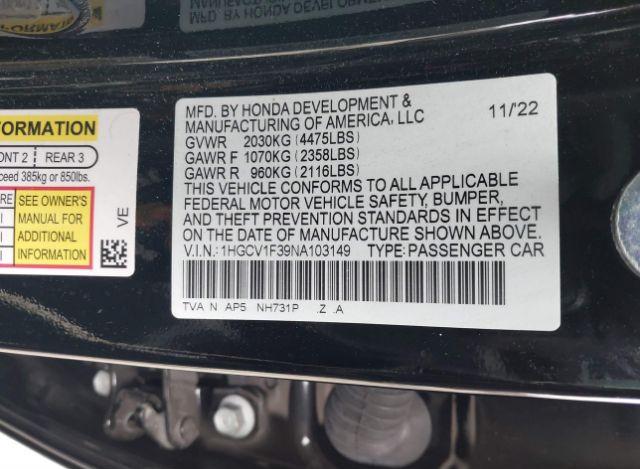 MFD. BY HONDA DEVELOPMENT &
MANUFACTURING OF AMERICA, LLC 11/'22
GVWR 2030KG (4475LBS)
GAWR F 1070KG (2358LBS)
GAWR R 960KG (2116LBS)
THIS VEHICLE CONFORMS TO ALL APPLICABLE
FEDERAL MOTOR VEHICLE SAFETY, BUMPER,
AND THEFT PREVENTION STANDARDS IN EFFECT
ON THE DATE OF MANUFACTURE SHOWN ABOVE.
V.I.N.: 1HGCV1F39NA103149 TYPE: PASSENGER CAR
TVA N AP5 NH731P .Z .A
FORMATION
ONT 2 REAR 3
ceed 385kg or 850lbs.
RE SEE OWNER'S
MANUAL FOR
ADDITIONAL
INFORMATION
VE